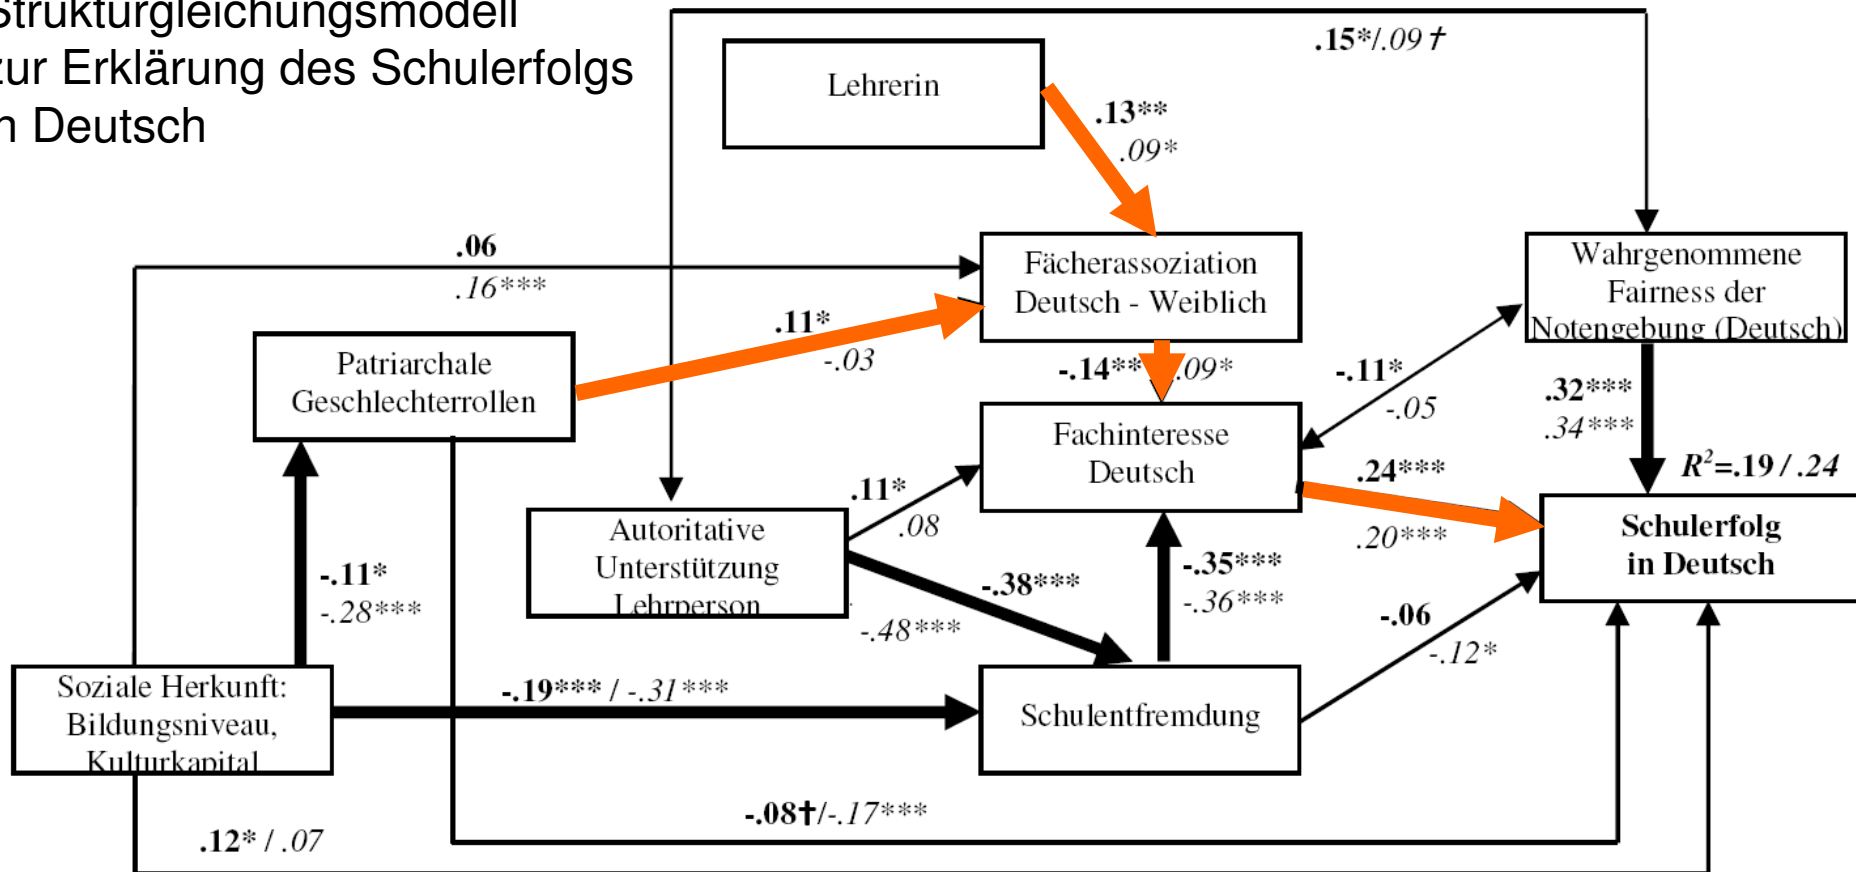 Strukturgleichungsmodell
zur Erklärung des Schulerfolgs
n Deutsch
.15*/.09 †
Lehrerin
.13**
.09*
.06
.16***
Fächerassoziation
Deutsch - Weiblich
Wahrgenommene
Fairness der
Notengebung (Deutsch)
.11*
-.03
Patriarchale
Geschlechterrollen
-.14** .09*
-.11*
-.05
.32***
.34***
Fachinteresse
Deutsch
R²=.19 / .24
.24***
.20***
.11*
.08
Autoritative
Unterstützung
Lehrperson
Schulerfolg
in Deutsch
-.11*
-.28***
-.38***
-.48***
-.35***
-.36***
-.06
-.12*
Soziale Herkunft:
Bildungsniveau,
Kulturkapital
-.19*** / -.31***
Schulentfremdung
-.08†/-.17***
.12* / .07